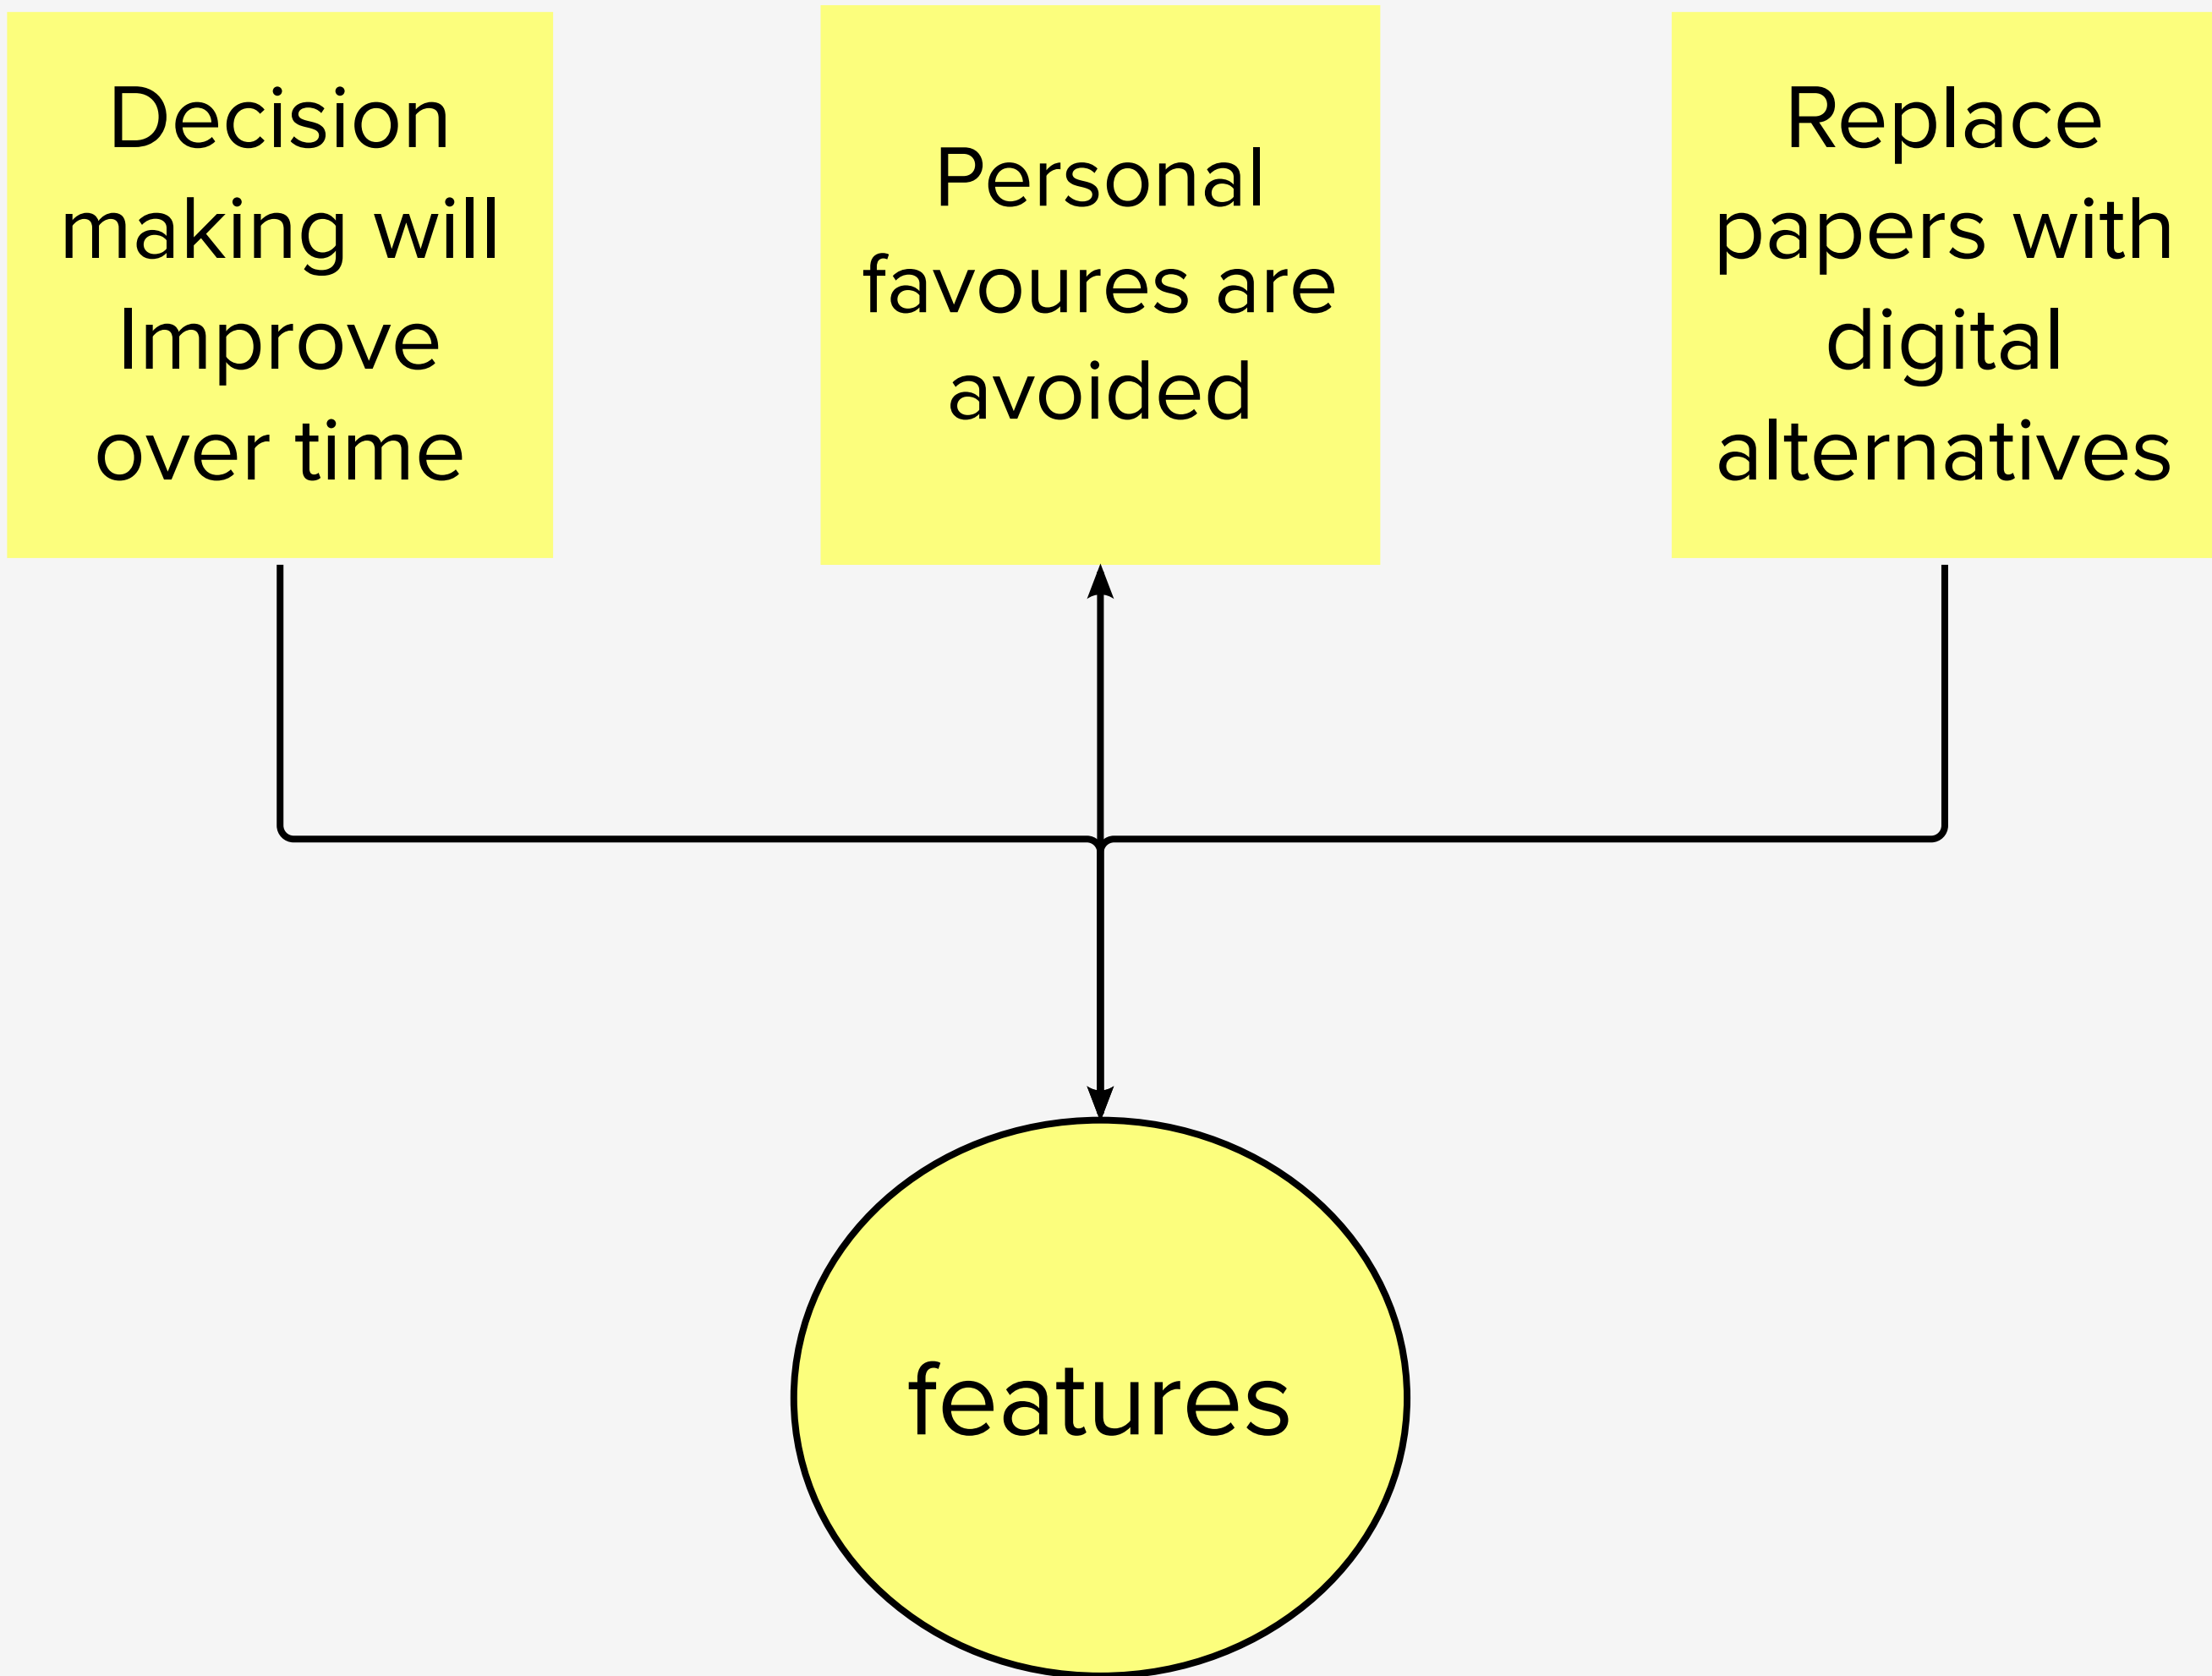 Decision
making will
Improve
over time
Personal
favoures are
avoided
Replace
papers with
digital
alternatives
features